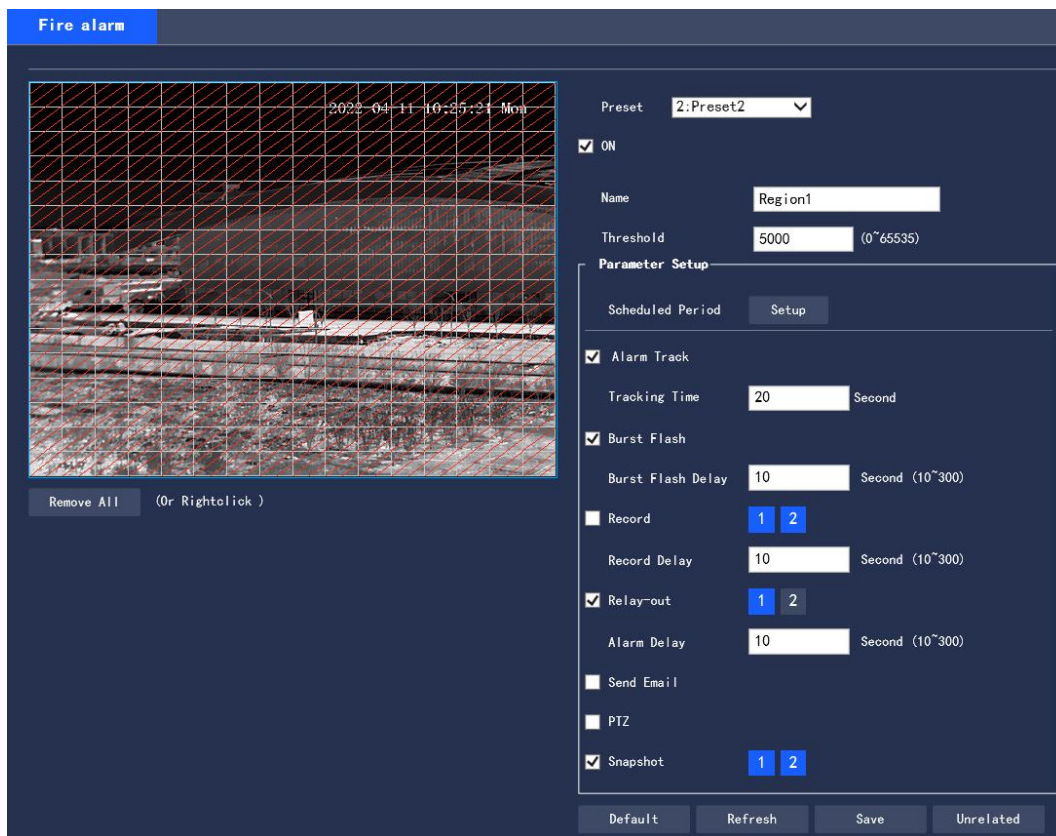 Fire alarm
2022-04-11 10:25:21 Mon
Preset 2:Preset2
ON
Name Region1
Threshold 5000 (0~65535)
Parameter Setup
Scheduled Period Setup
Alarm Track
Tracking Time 20 Second
Burst Flash
Burst Flash Delay 10 Second (10~300)
Record 1 2
Record Delay 10 Second (10~300)
Relay-out 1 2
Alarm Delay 10 Second (10~300)
Send Email
PTZ
Snapshot 1 2
Remove All (Or Rightclick )
Default Refresh Save Unrelated